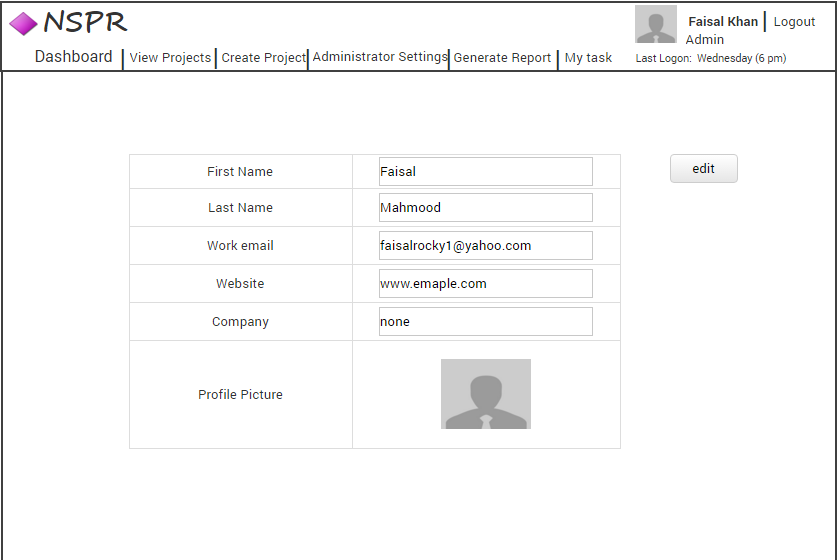 NSPR
Faisal Khan | Logout
Admin
Dashboard | View Projects | Create Project | Administrator Settings | Generate Report | My task
Last Logon: Wednesday (6 pm)
First Name Faisal
edit
Last Name Mahmood
Work email faisalrocky1@yahoo.com
Website www.emaple.com
Company none
Profile Picture